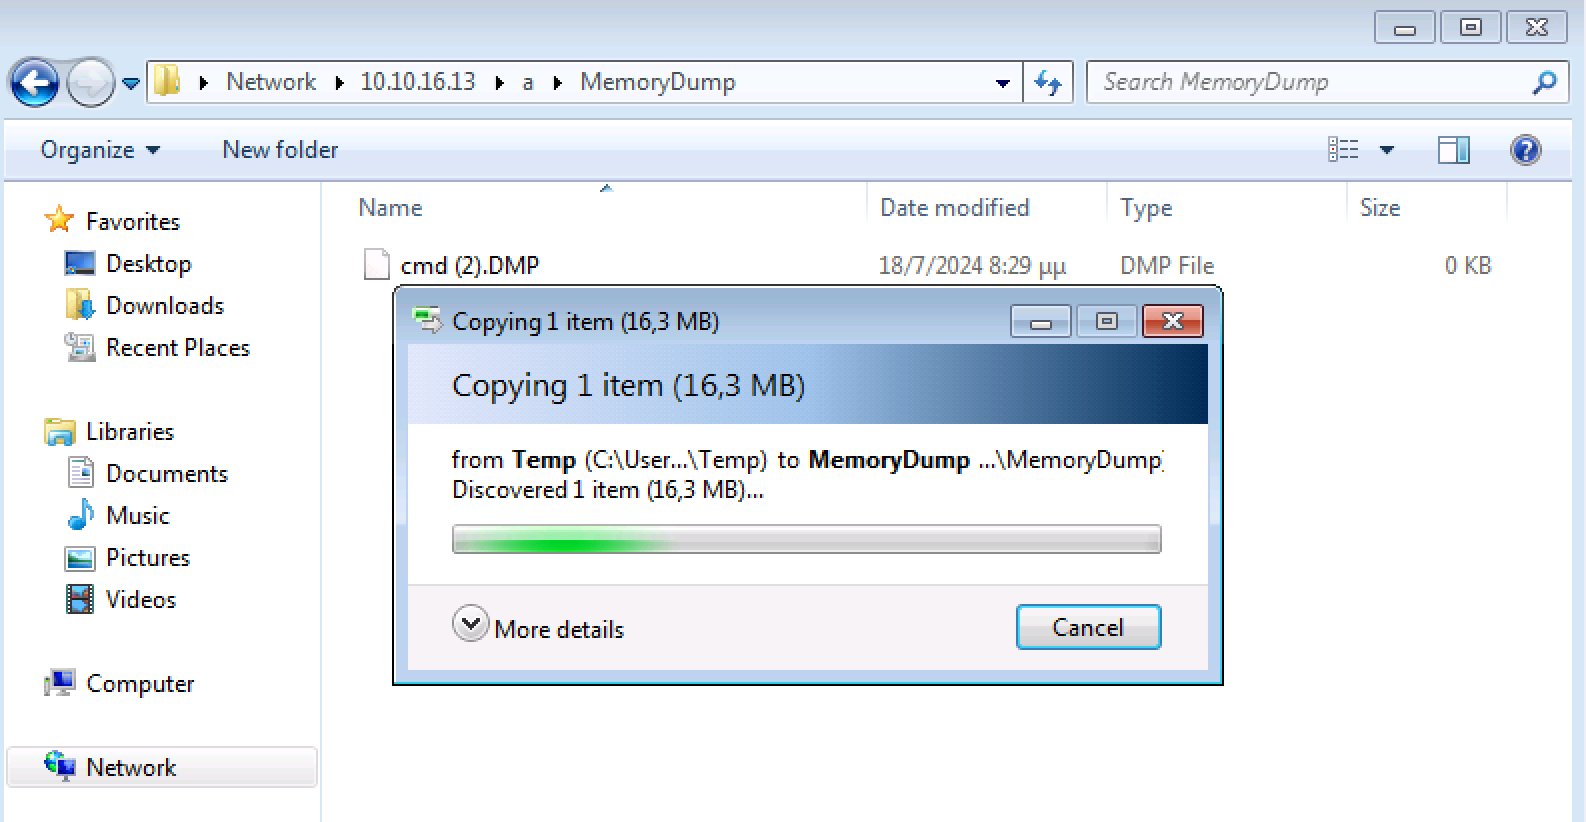 Network 10.10.16.13 a MemoryDump
Search MemoryDump
Organize New folder
Name Date modified Type Size
Favorites
Desktop
Downloads
Recent Places
Libraries
Documents
Music
Pictures
Videos
Computer
Network
cmd (2).DMP 18/7/2024 8:29 μμ DMP File 0 KB
Copying 1 item (16,3 MB)
Copying 1 item (16,3 MB)
from Temp (C:\User...\Temp) to MemoryDump ...\MemoryDump)
Discovered 1 item (16,3 MB)...
More details
Cancel